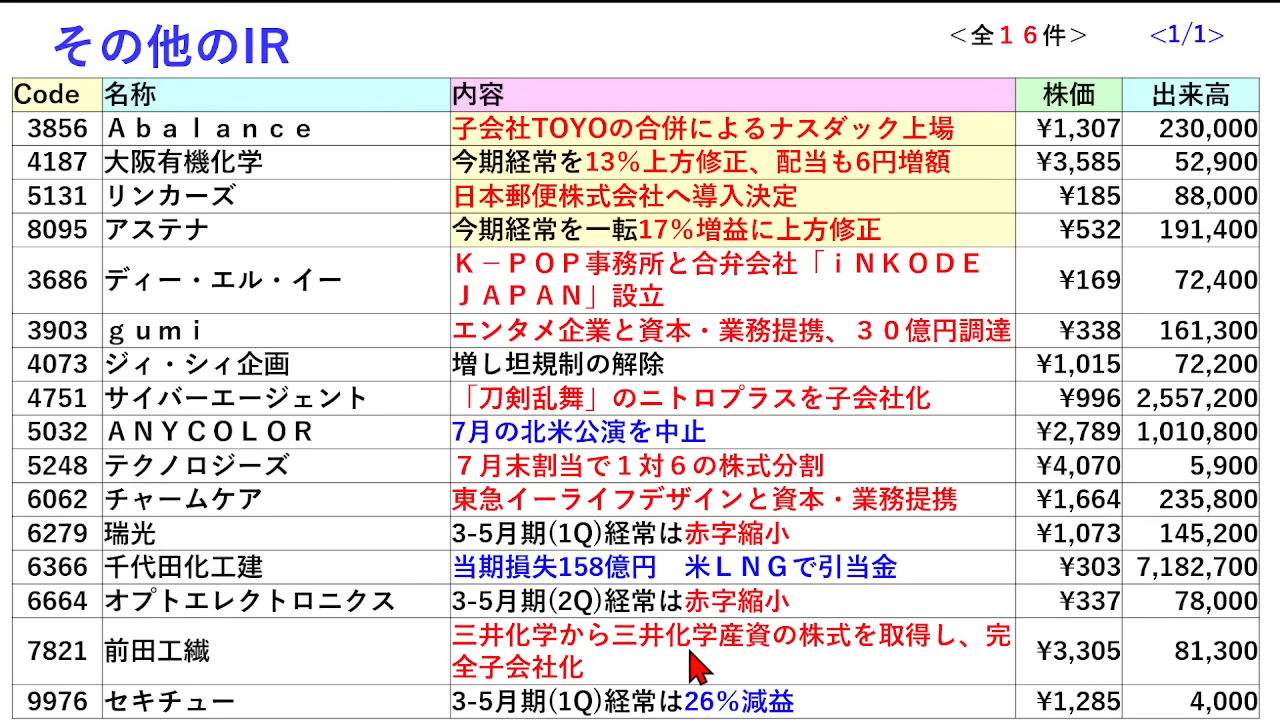 その他のIR
＜全１６件＞
<1/1>
Code 名称 内容 株価 出来高
3856 Ａｂａｌａｎｃｅ 子会社TOYOの合併によるナスダック上場 ¥1,307 230,000
4187 大阪有機化学 今期経常を13%上方修正、配当も6円増額 ¥3,585 52,900
5131 リンカーズ 日本郵便株式会社へ導入決定 ¥185 88,000
8095 アステナ 今期経常を一転17%増益に上方修正 ¥532 191,400
3686 ディー・エル・イー Ｋ－ＰＯＰ事務所と合弁会社「ｉＮＫＯＤＥ ¥169 72,400
ＪＡＰＡＮ」設立
3903 ｇｕｍｉ エンタメ企業と資本・業務提携、３０億円調達 ¥338 161,300
4073 ジィ・シィ企画 増し坦規制の解除 ¥1,015 72,200
4751 サイバーエージェント 「刀剣乱舞」のニトロプラスを子会社化 ¥996 2,557,200
5032 ＡＮＹＣＯＬＯＲ 7月の北米公演を中止 ¥2,789 1,010,800
5248 テクノロジーズ ７月末割当で１対６の株式分割 ¥4,070 5,900
6062 チャームケア 東急イーライフデザインと資本・業務提携 ¥1,664 235,800
6279 瑞光 3-5月期(1Q)経常は赤字縮小 ¥1,073 145,200
6366 千代田化工建 当期損失158億円　米ＬＮＧで引当金 ¥303 7,182,700
6664 オプトエレクトロニクス 3-5月期(2Q)経常は赤字縮小 ¥337 78,000
7821 前田工繊 三井化学から三井化学産資の株式を取得し、完 ¥3,305 81,300
全子会社化
9976 セキチュー 3-5月期(1Q)経常は26%減益 ¥1,285 4,000